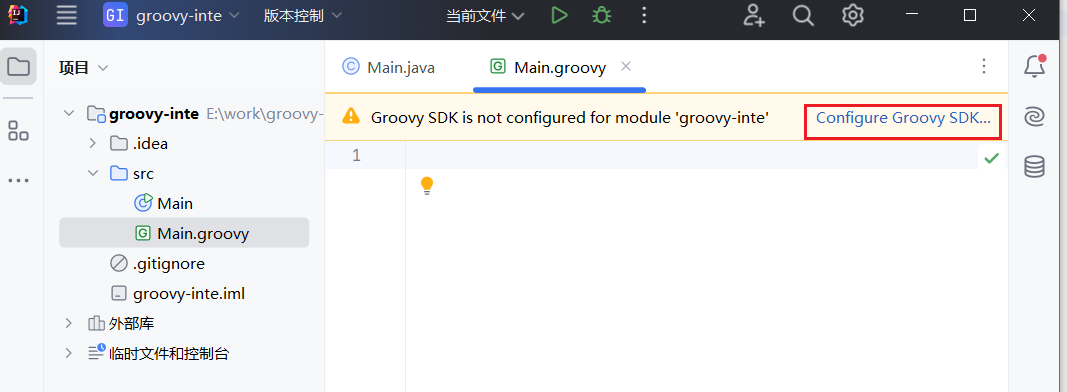 GI groovy-inte 版本控制 当前文件
项目
Main.java
Main.groovy
groovy-inte E:\work\groovy-
Groovy SDK is not configured for module 'groovy-inte'
Configure Groovy SDK...
.idea
1
src
Main
Main.groovy
.gitignore
groovy-inte.iml
外部库
临时文件和控制台